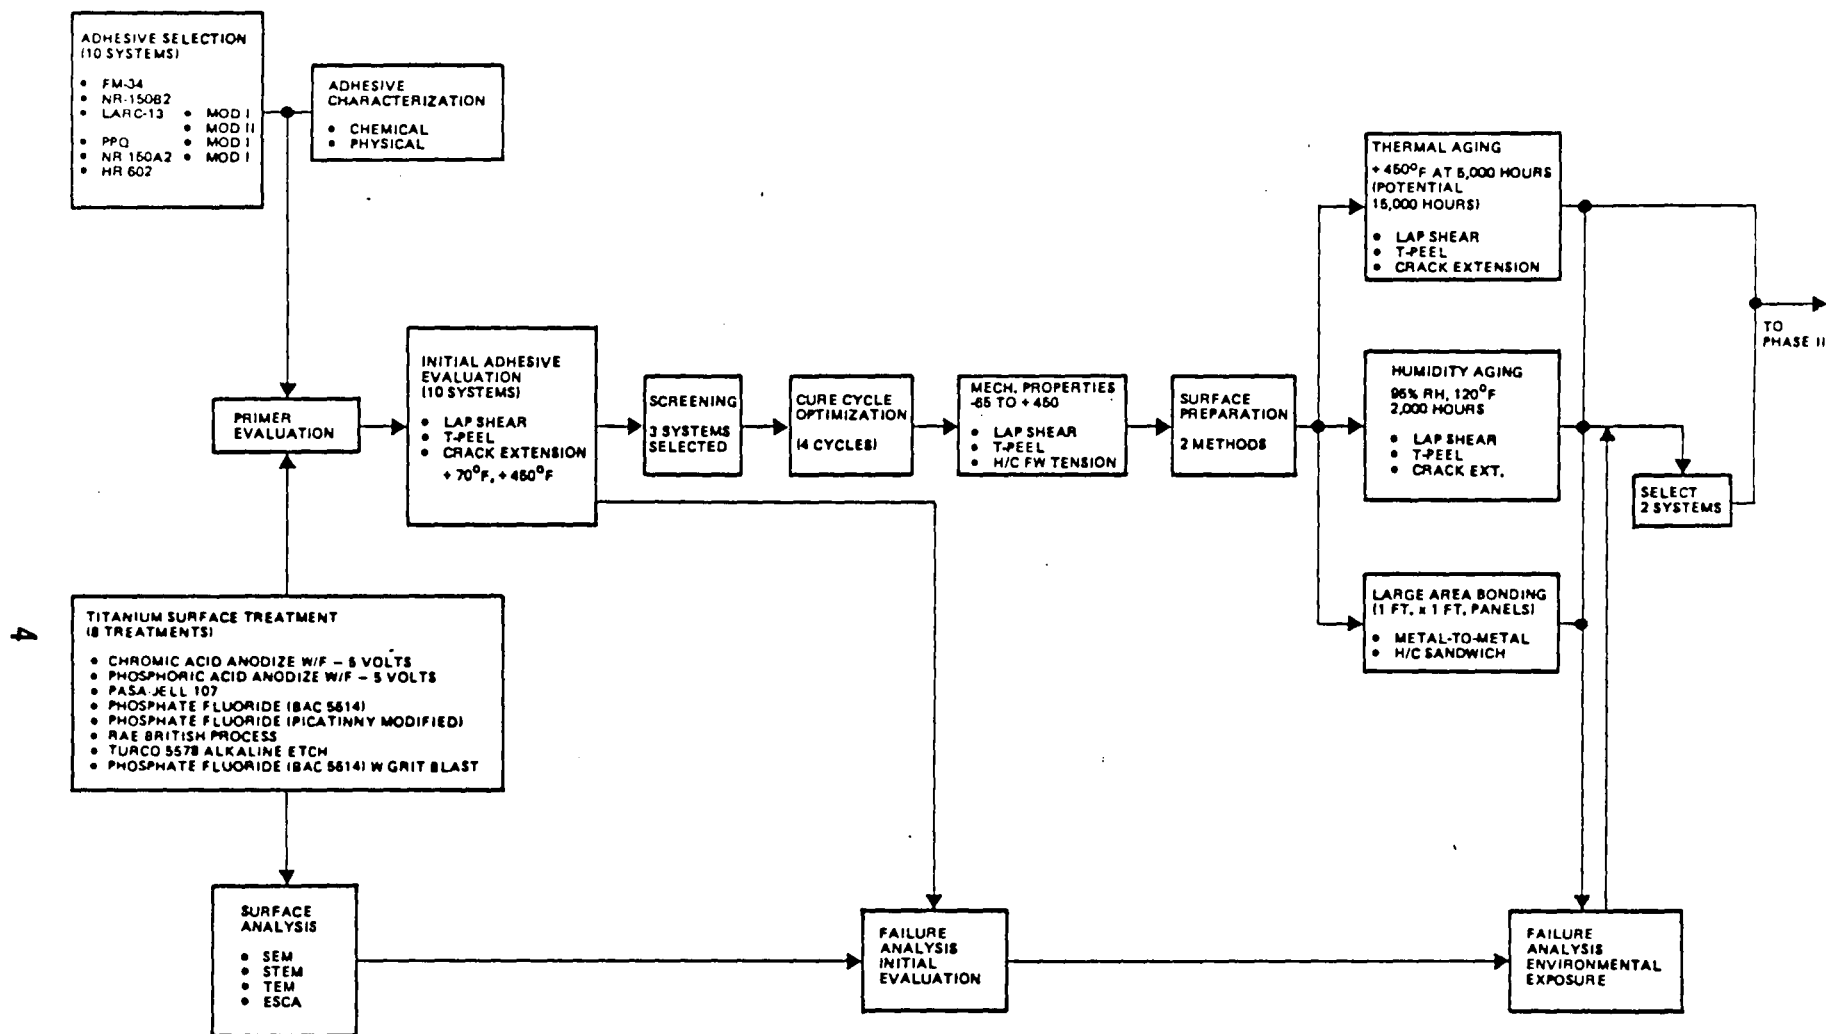 ADHESIVE SELECTION
(10 SYSTEMS)
• FM-34
• NR-150B2
• LARC-13 • MOD I
• MOD II
• PPQ • MOD I
• NR 150A2 • MOD I
• HR 602
ADHESIVE
CHARACTERIZATION
• CHEMICAL
• PHYSICAL
PRIMER
EVALUATION
INITIAL ADHESIVE
EVALUATION
(10 SYSTEMS)
• LAP SHEAR
• T-PEEL
• CRACK EXTENSION
+ 70°F, + 450°F
SCREENING
3 SYSTEMS
SELECTED
CURE CYCLE
OPTIMIZATION
(4 CYCLES)
MECH. PROPERTIES
-65 TO + 450
• LAP SHEAR
• T-PEEL
• H/C FW TENSION
SURFACE
PREPARATION
2 METHODS
THERMAL AGING
+ 450°F AT 5,000 HOURS
(POTENTIAL
15,000 HOURS)
• LAP SHEAR
• T-PEEL
• CRACK EXTENSION
HUMIDITY AGING
95% RH, 120°F
2,000 HOURS
• LAP SHEAR
• T-PEEL
• CRACK EXT.
LARGE AREA BONDING
(1 FT. x 1 FT. PANELS)
• METAL-TO-METAL
• H/C SANDWICH
SELECT
2 SYSTEMS
TO
PHASE II
TITANIUM SURFACE TREATMENT
(8 TREATMENTS)
• CHROMIC ACID ANODIZE W/F – 5 VOLTS
• PHOSPHORIC ACID ANODIZE W/F – 5 VOLTS
• PASA-JELL 107
• PHOSPHATE FLUORIDE (BAC 5514)
• PHOSPHATE FLUORIDE (PICATINNY MODIFIED)
• RAE BRITISH PROCESS
• TURCO 5578 ALKALINE ETCH
• PHOSPHATE FLUORIDE (BAC 5514) W GRIT BLAST
SURFACE
ANALYSIS
• SEM
• STEM
• TEM
• ESCA
FAILURE
ANALYSIS
INITIAL
EVALUATION
FAILURE
ANALYSIS
ENVIRONMENTAL
EXPOSURE
4